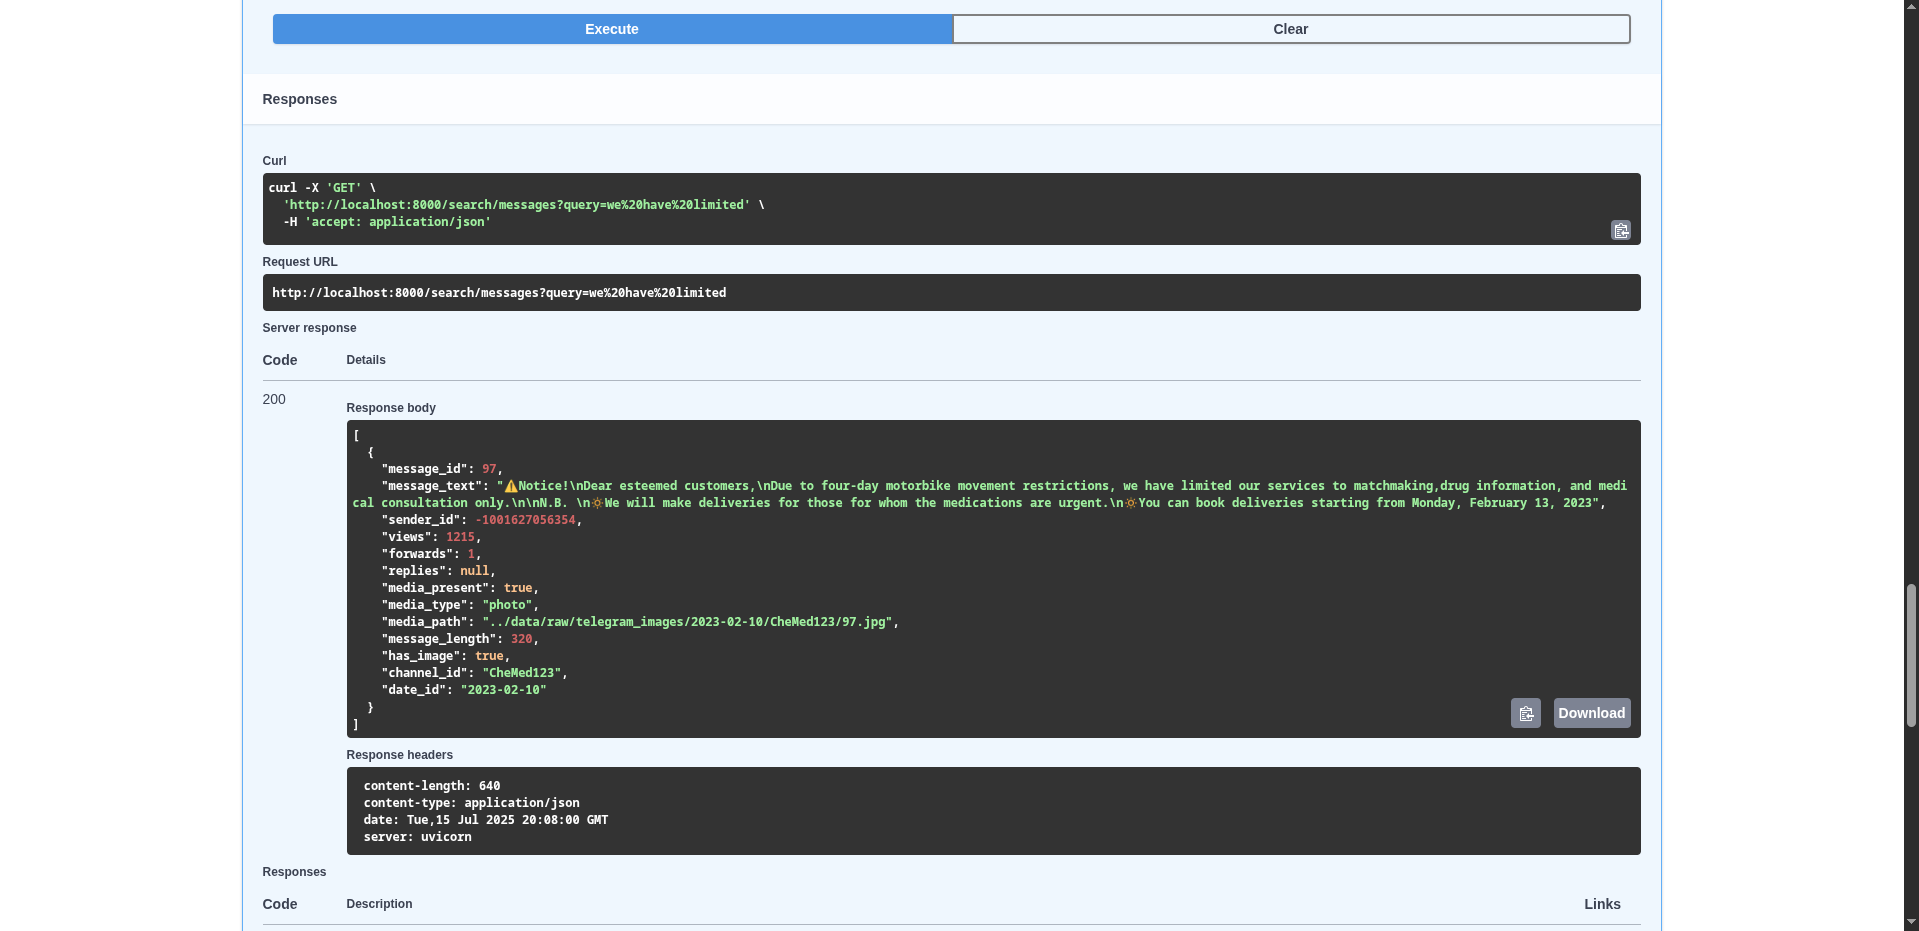 Execute
Clear
Responses
Curl
curl -X 'GET' \
'http://localhost:8000/search/messages?query=we%20have%20limited' \
-H 'accept: application/json'
Request URL
http://localhost:8000/search/messages?query=we%20have%20limited
Server response
Code Details
200
Response body
[
{
"message_id": 97,
"message_text": "⚠️Notice!\nDear esteemed customers,\nDue to four-day motorbike movement restrictions, we have limited our services to matchmaking,drug information, and medi
cal consultation only.\n\nN.B. \n🔅We will make deliveries for those for whom the medications are urgent.\n🔅You can book deliveries starting from Monday, February 13, 2023",
"sender_id": -1001627056354,
"views": 1215,
"forwards": 1,
"replies": null,
"media_present": true,
"media_type": "photo",
"media_path": "../data/raw/telegram_images/2023-02-10/CheMed123/97.jpg",
"message_length": 320,
"has_image": true,
"channel_id": "CheMed123",
"date_id": "2023-02-10"
}
]
Download
Response headers
content-length: 640
content-type: application/json
date: Tue,15 Jul 2025 20:08:00 GMT
server: uvicorn
Responses
Code Description Links